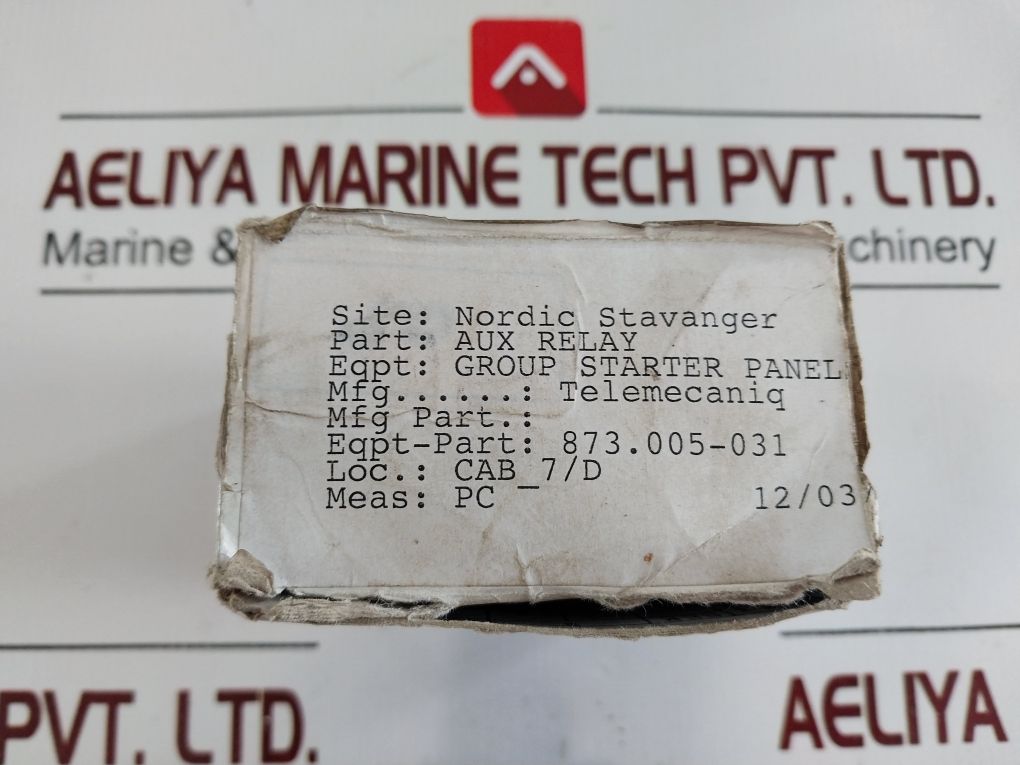 AELIYA MARINE TECH PVT. LTD.
Marine & chinery
Site: Nordic Stavanger
Part: AUX RELAY
Eqpt: GROUP STARTER PANEL
Mfg......: Telemecaniq
Mfg Part.:
Eqpt-Part: 873.005-031
Loc.: CAB_7/D
Meas: PC 12/03/
PVT. LTD. AELIYA